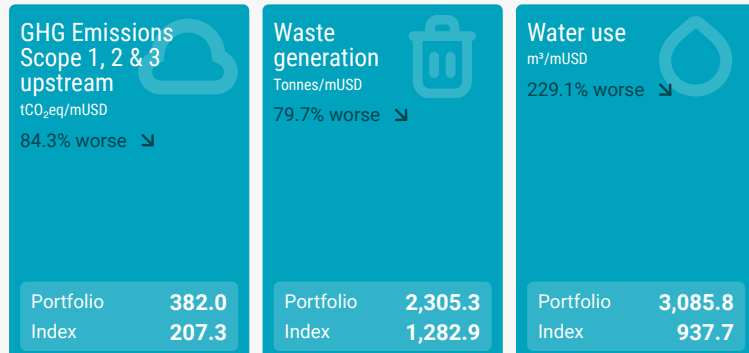 GHG Emissions
Scope 1, 2 & 3
upstream
tCO₂eq/mUSD
84.3% worse
Portfolio 382.0
Index 207.3
Waste
generation
Tonnes/mUSD
79.7% worse
Portfolio 2,305.3
Index 1,282.9
Water use
m³/mUSD
229.1% worse
Portfolio 3,085.8
Index 937.7